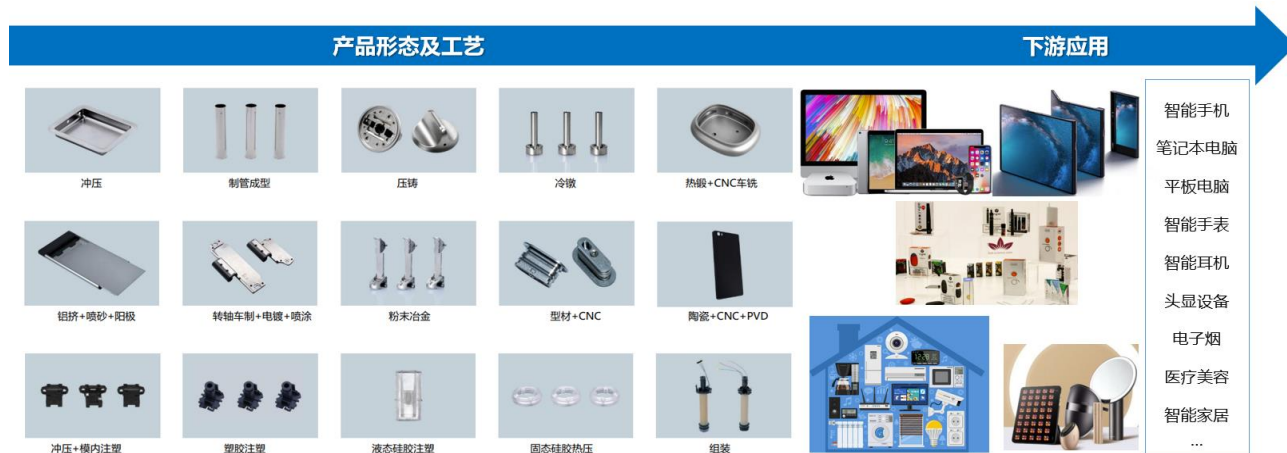 产品形态及工艺
下游应用
冲压
制管成型
压铸
冷镦
热锻+CNC车铣
铝挤+喷砂+阳极
转轴车制+电镀+喷涂
粉末冶金
型材+CNC
陶瓷+CNC+PVD
冲压+模内注塑
塑胶注塑
液态硅胶注塑
固态硅胶热压
组装
智能手机
笔记本电脑
平板电脑
智能手表
智能耳机
头显设备
电子烟
医疗美容
智能家居
...